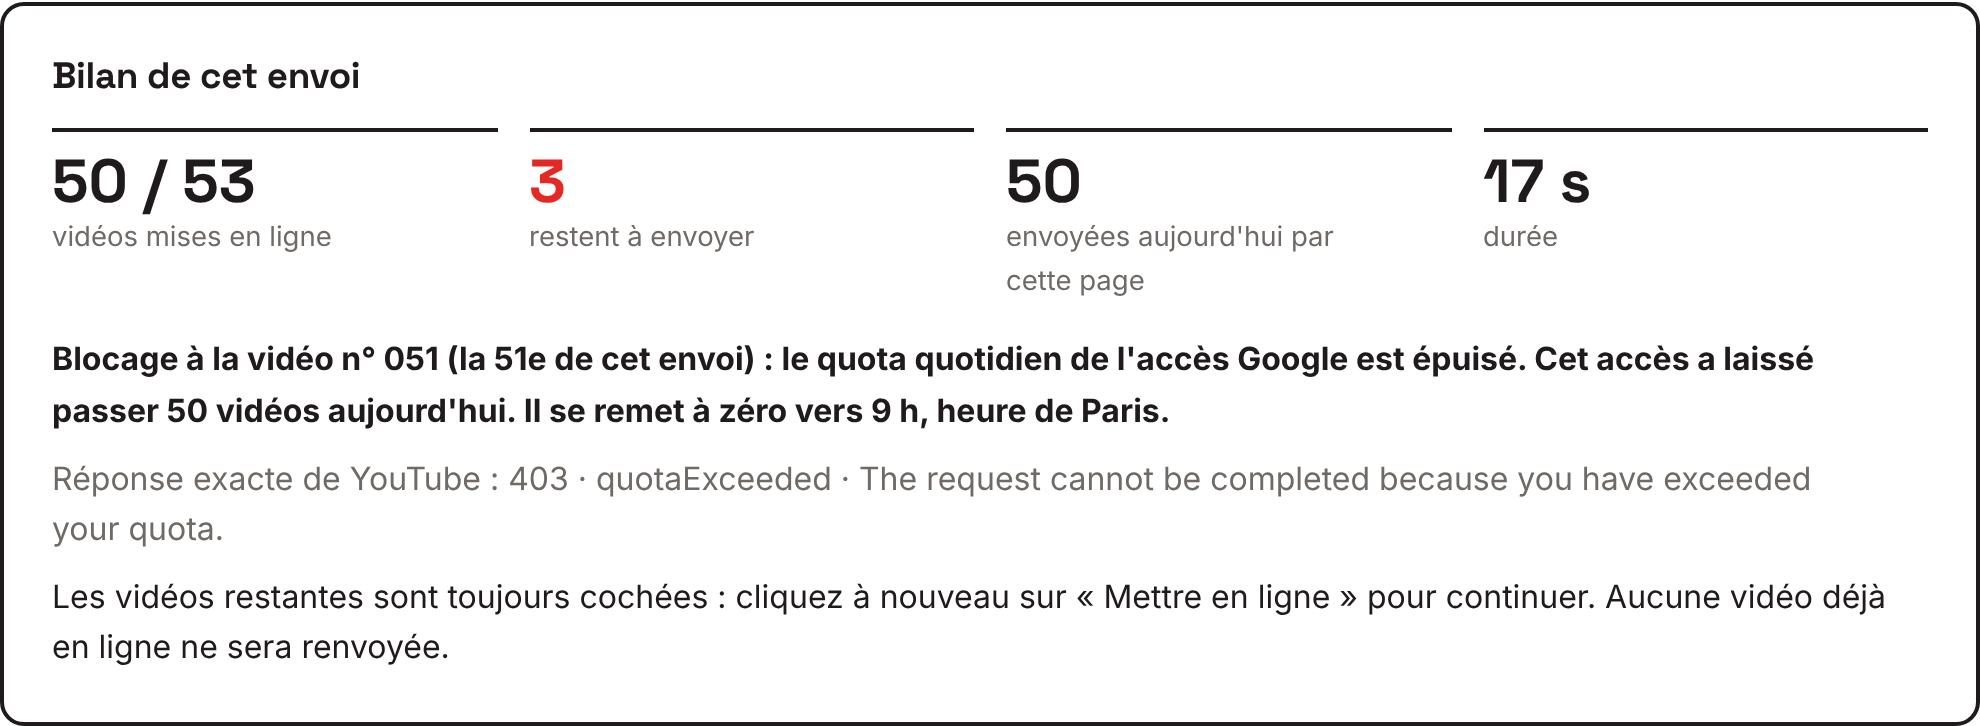 Bilan de cet envoi
50 / 53
vidéos mises en ligne
3
restent à envoyer
50
envoyées aujourd'hui par
cette page
17 s
durée
Blocage à la vidéo n° 051 (la 51e de cet envoi) : le quota quotidien de l'accès Google est épuisé. Cet accès a laissé
passer 50 vidéos aujourd'hui. Il se remet à zéro vers 9 h, heure de Paris.
Réponse exacte de YouTube : 403 · quotaExceeded · The request cannot be completed because you have exceeded
your quota.
Les vidéos restantes sont toujours cochées : cliquez à nouveau sur « Mettre en ligne » pour continuer. Aucune vidéo déjà
en ligne ne sera renvoyée.